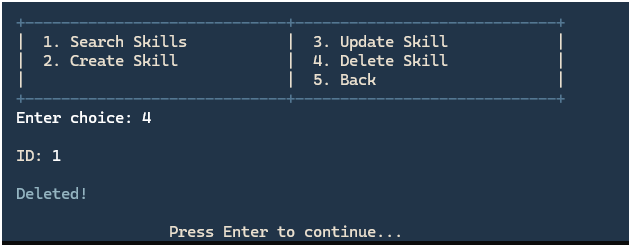 1. Search Skills 3. Update Skill
2. Create Skill 4. Delete Skill
5. Back
Enter choice: 4
ID: 1
Deleted!
Press Enter to continue...